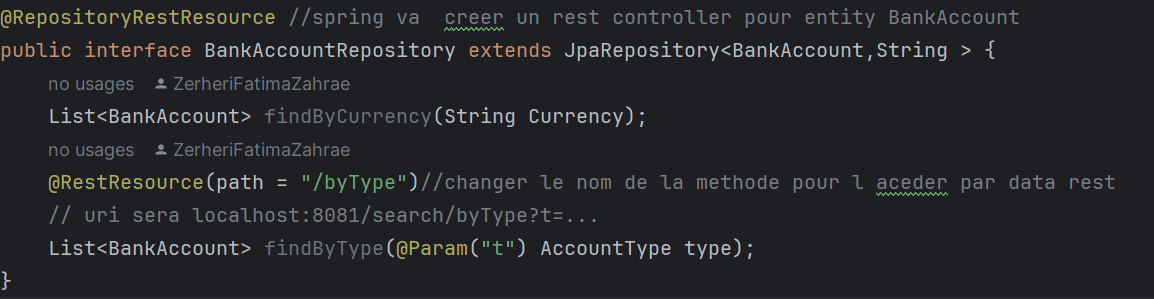 @RepositoryRestResource //spring va  creer un rest controller pour entity BankAccount
public interface BankAccountRepository extends JpaRepository<BankAccount,String > {
no usages ZerheriFatimaZahrae
List<BankAccount> findByCurrency(String Currency);
no usages ZerheriFatimaZahrae
@RestResource(path = "/byType")//changer le nom de la methode pour l aceder par data rest
// uri sera localhost:8081/search/byType?t=...
List<BankAccount> findByType(@Param("t") AccountType type);
}